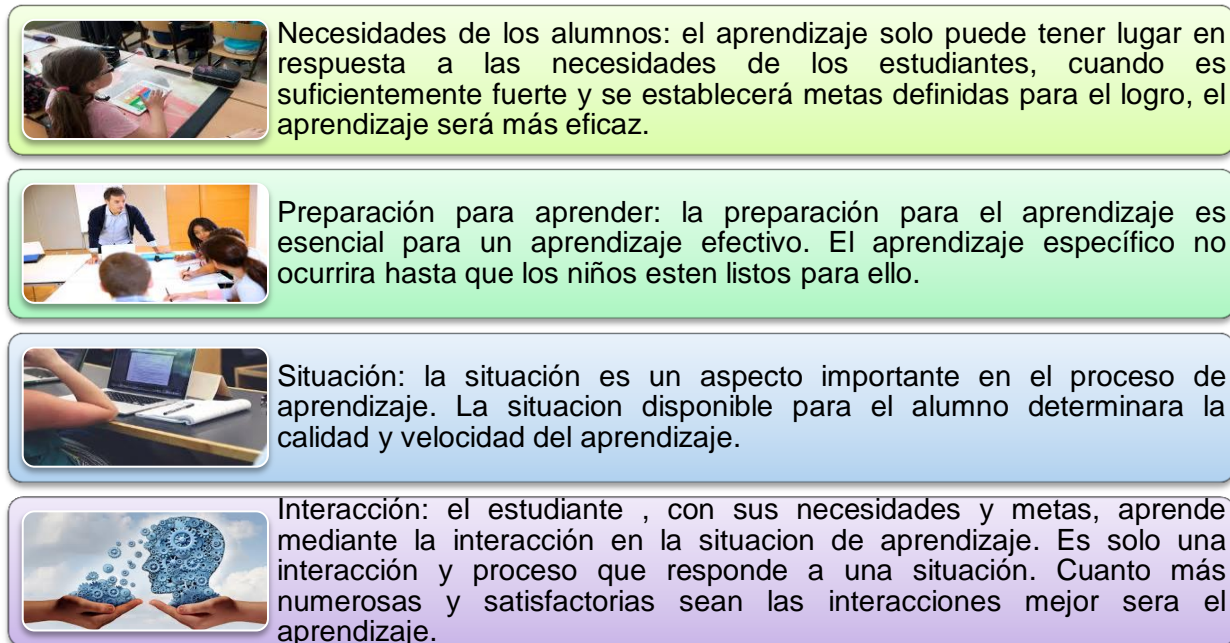 Necesidades de los alumnos: el aprendizaje solo puede tener lugar en
respuesta a las necesidades de los estudiantes, cuando es
suficientemente fuerte y se establecerá metas definidas para el logro, el
aprendizaje será más eficaz.
Preparación para aprender: la preparación para el aprendizaje es
esencial para un aprendizaje efectivo. El aprendizaje específico no
ocurrira hasta que los niños esten listos para ello.
Situación: la situación es un aspecto importante en el proceso de
aprendizaje. La situacion disponible para el alumno determinara la
calidad y velocidad del aprendizaje.
Interacción: el estudiante , con sus necesidades y metas, aprende
mediante la interacción en la situacion de aprendizaje. Es solo una
interacción y proceso que responde a una situación. Cuanto más
numerosas y satisfactorias sean las interacciones mejor sera el
aprendizaje.